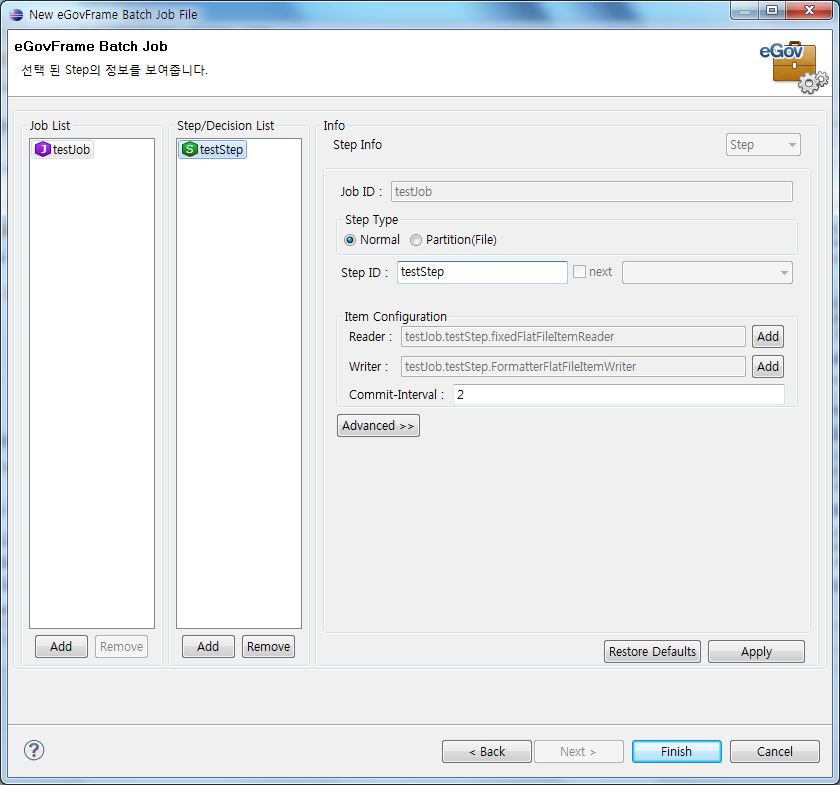 New eGovFrame Batch Job File
eGovFrame Batch Job
선택 된 Step의 정보를 보여줍니다.
eGov
Job List
J testJob
Add
Remove
Step/Decision List
S testStep
Add
Remove
Info
Step Info
Step
Job ID : testJob
Step Type
Normal Partition(File)
Step ID : testStep next
Item Configuration
Reader : testJob.testStep.fixedFlatFileItemReader Add
Writer : testJob.testStep.FormatterFlatFileItemWriter Add
Commit-Interval : 2
Advanced >>
Restore Defaults Apply
?
< Back Next > Finish Cancel